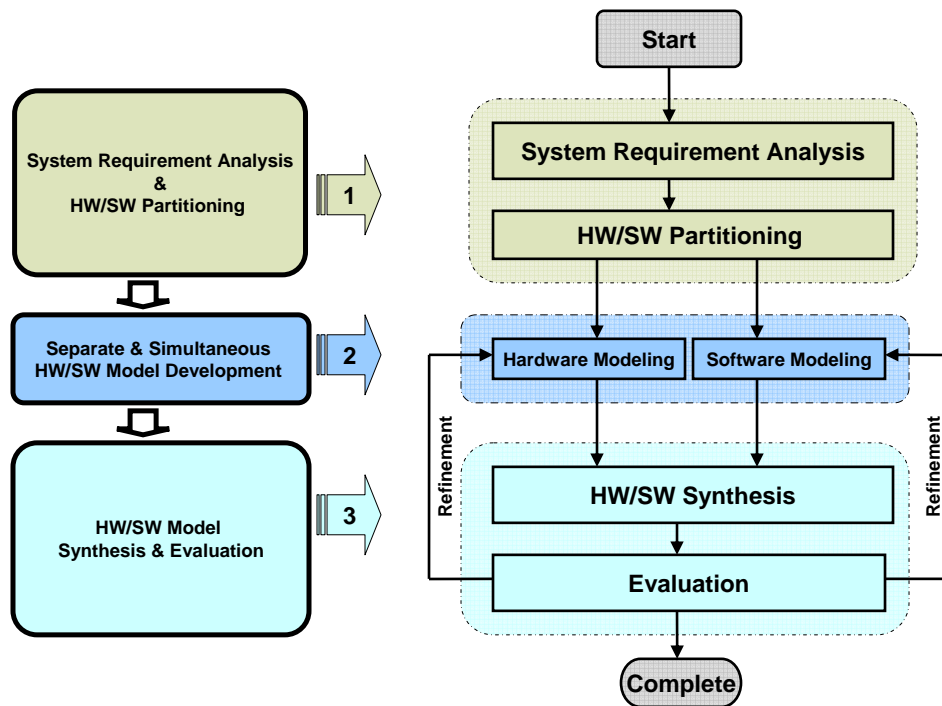 Start
System Requirement Analysis
&
HW/SW Partitioning
1
System Requirement Analysis
HW/SW Partitioning
Separate & Simultaneous
HW/SW Model Development
2
Hardware Modeling
Software Modeling
Refinement
Refinement
HW/SW Model
Synthesis & Evaluation
3
HW/SW Synthesis
Evaluation
Complete